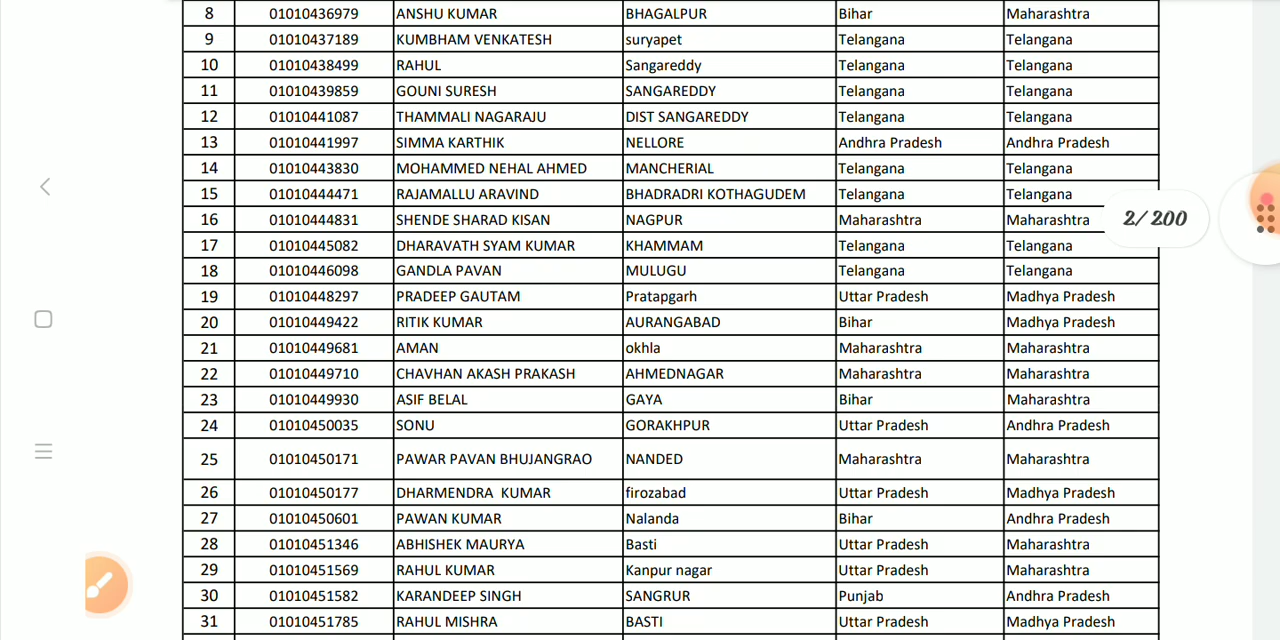 8 01010436979 ANSHU KUMAR BHAGALPUR Bihar Maharashtra
9 01010437189 KUMBHAM VENKATESH suryapet Telangana Telangana
10 01010438499 RAHUL Sangareddy Telangana Telangana
11 01010439859 GOUNI SURESH SANGAREDDY Telangana Telangana
12 01010441087 THAMMALI NAGARAJU DIST SANGAREDDY Telangana Telangana
13 01010441997 SIMMA KARTHIK NELLORE Andhra Pradesh Andhra Pradesh
14 01010443830 MOHAMMED NEHAL AHMED MANCHERIAL Telangana Telangana
15 01010444471 RAJAMALLU ARAVIND BHADRADRI KOTHAGUDEM Telangana Telangana
16 01010444831 SHENDE SHARAD KISAN NAGPUR Maharashtra Maharashtra
2/200
17 01010445082 DHARAVATH SYAM KUMAR KHAMMAM Telangana Telangana
18 01010446098 GANDLA PAVAN MULUGU Telangana Telangana
19 01010448297 PRADEEP GAUTAM Pratapgarh Uttar Pradesh Madhya Pradesh
20 01010449422 RITIK KUMAR AURANGABAD Bihar Madhya Pradesh
21 01010449681 AMAN okhla Maharashtra Maharashtra
22 01010449710 CHAVHAN AKASH PRAKASH AHMEDNAGAR Maharashtra Maharashtra
23 01010449930 ASIF BELAL GAYA Bihar Maharashtra
24 01010450035 SONU GORAKHPUR Uttar Pradesh Andhra Pradesh
25 01010450171 PAWAR PAVAN BHUJANGRAO NANDED Maharashtra Maharashtra
26 01010450177 DHARMENDRA KUMAR firozabad Uttar Pradesh Madhya Pradesh
27 01010450601 PAWAN KUMAR Nalanda Bihar Andhra Pradesh
28 01010451346 ABHISHEK MAURYA Basti Uttar Pradesh Maharashtra
29 01010451569 RAHUL KUMAR Kanpur nagar Uttar Pradesh Maharashtra
30 01010451582 KARANDEEP SINGH SANGRUR Punjab Andhra Pradesh
31 01010451785 RAHUL MISHRA BASTI Uttar Pradesh Madhya Pradesh